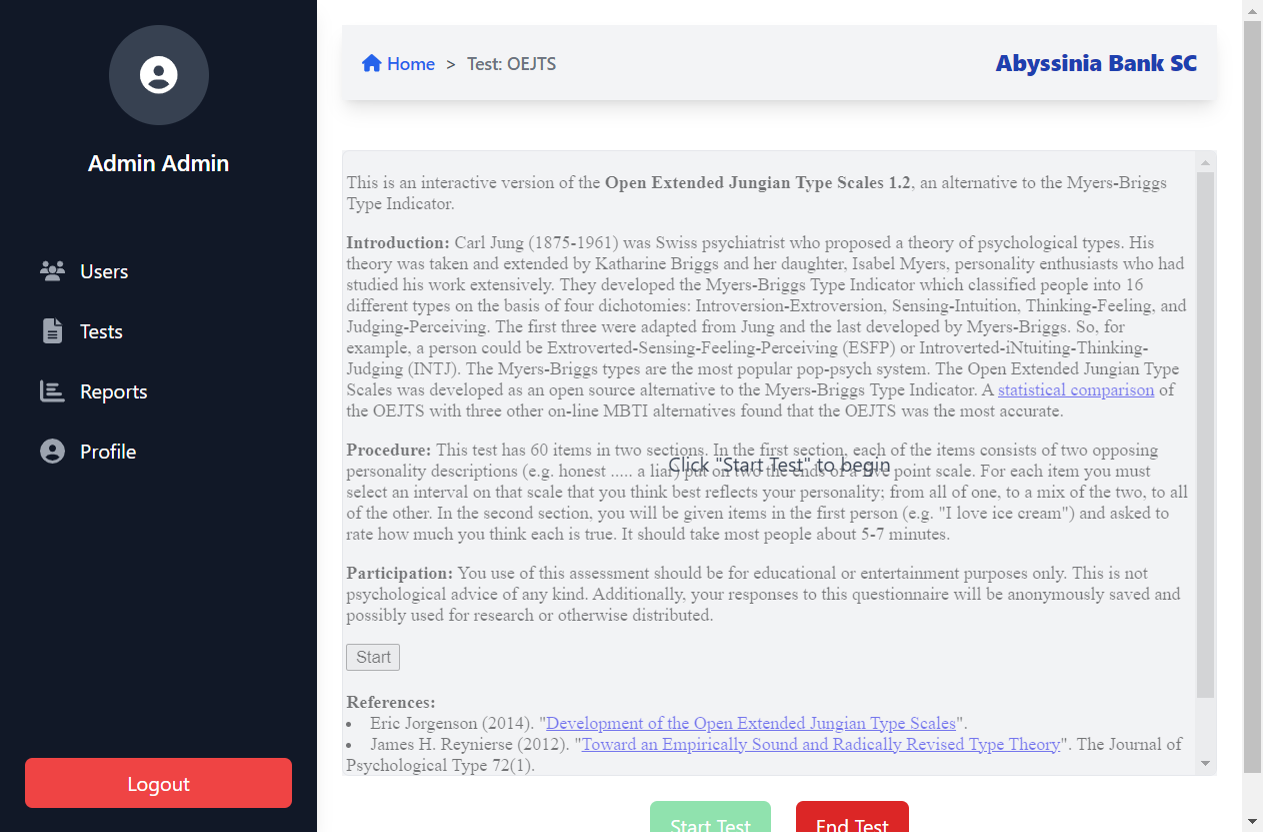 Admin Admin
Users
Tests
Reports
Profile
Logout
Home > Test: OEJTS
Abyssinia Bank SC
This is an interactive version of the Open Extended Jungian Type Scales 1.2, an alternative to the Myers-Briggs
Type Indicator.
Introduction: Carl Jung (1875-1961) was Swiss psychiatrist who proposed a theory of psychological types. His
theory was taken and extended by Katharine Briggs and her daughter, Isabel Myers, personality enthusiasts who had
studied his work extensively. They developed the Myers-Briggs Type Indicator which classified people into 16
different types on the basis of four dichotomies: Introversion-Extroversion, Sensing-Intuition, Thinking-Feeling, and
Judging-Perceiving. The first three were adapted from Jung and the last developed by Myers-Briggs. So, for
example, a person could be Extroverted-Sensing-Feeling-Perceiving (ESFP) or Introverted-iNtuiting-Thinking-
Judging (INTJ). The Myers-Briggs types are the most popular pop-psych system. The Open Extended Jungian Type
Scales was developed as an open source alternative to the Myers-Briggs Type Indicator. A statistical comparison of
the OEJTS with three other on-line MBTI alternatives found that the OEJTS was the most accurate.
Procedure: This test has 60 items in two sections. In the first section, each of the items consists of two opposing
personality descriptions (e.g. honest ..... a liar) put on two the ends of a five point scale. For each item you must
Click "Start Test" to begin
select an interval on that scale that you think best reflects your personality; from all of one, to a mix of the two, to all
of the other. In the second section, you will be given items in the first person (e.g. "I love ice cream") and asked to
rate how much you think each is true. It should take most people about 5-7 minutes.
Participation: You use of this assessment should be for educational or entertainment purposes only. This is not
psychological advice of any kind. Additionally, your responses to this questionnaire will be anonymously saved and
possibly used for research or otherwise distributed.
Start
References:
• Eric Jorgenson (2014). "Development of the Open Extended Jungian Type Scales".
• James H. Reynierse (2012). "Toward an Empirically Sound and Radically Revised Type Theory". The Journal of
Psychological Type 72(1).
Start Test
End Test